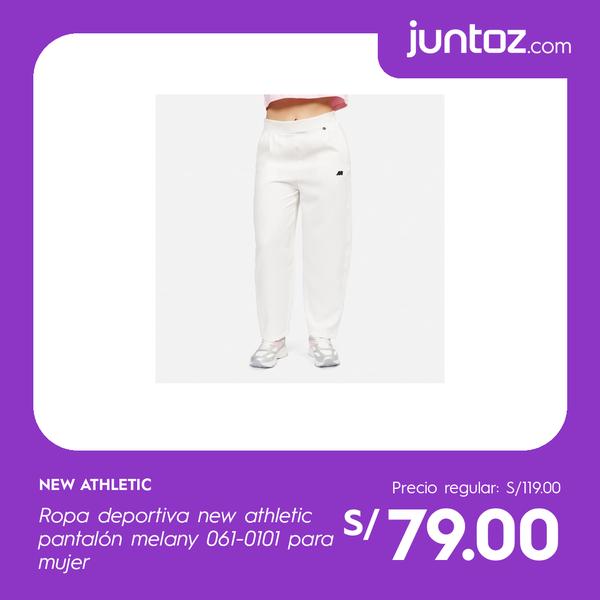 juntoz.com
NEW ATHLETIC
Precio regular: S/119.00
Ropa deportiva new athletic
pantalón melany 061-0101 para
mujer
S/79.00